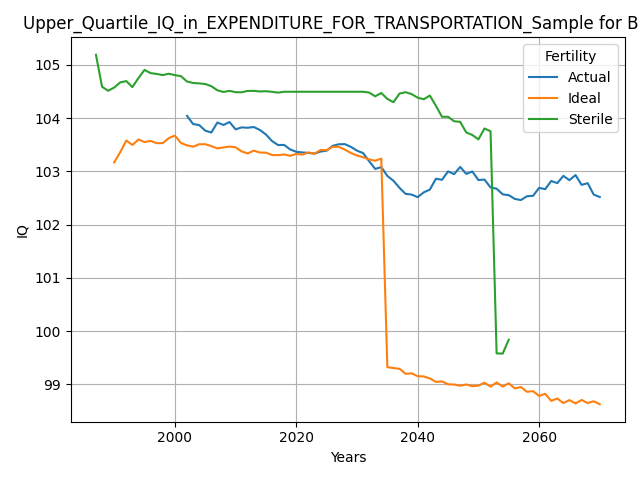 Upper_Quartile_IQ_in_EXPENDITURE_FOR_TRANSPORTATION_Sample for B
Fertility
Actual
Ideal
Sterile
105
104
103
102
101
100
99
IQ
2000 2020 2040 2060
Years